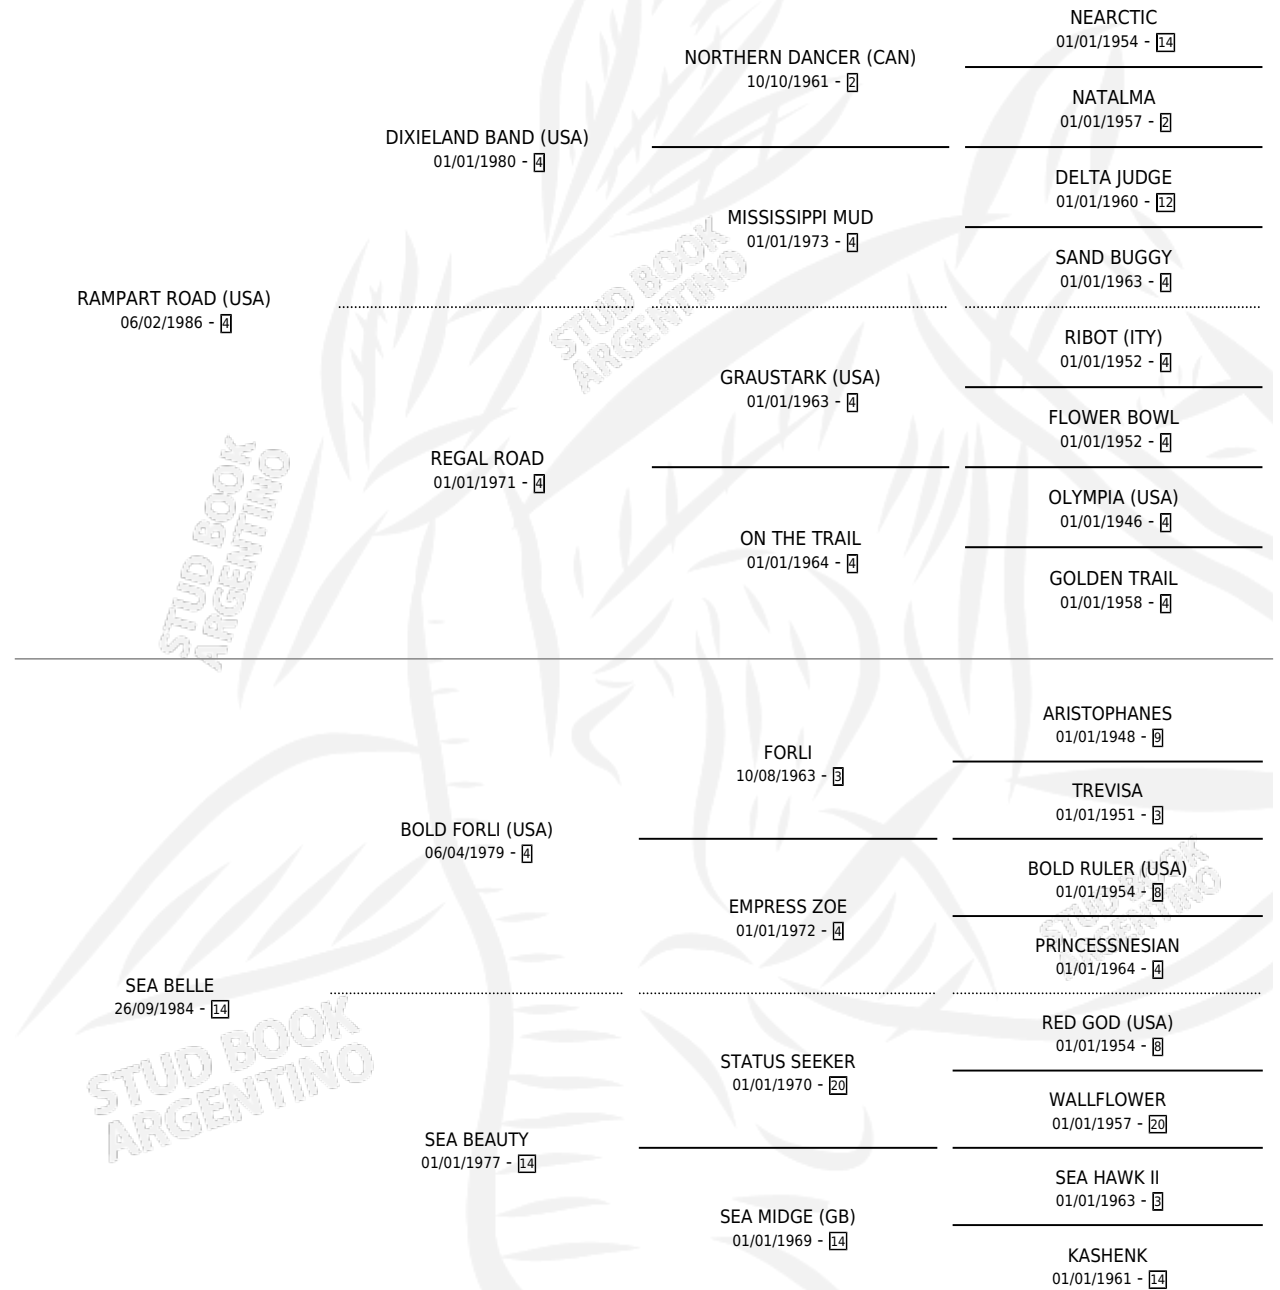 NEARCTIC
01/01/1954 - 14
NORTHERN DANCER (CAN)
10/10/1961 - 2
NATALMA
01/01/1957 - 2
DIXIELAND BAND (USA)
01/01/1980 - 4
DELTA JUDGE
01/01/1960 - 12
MISSISSIPPI MUD
01/01/1973 - 4
SAND BUGGY
01/01/1963 - 4
RAMPART ROAD (USA)
06/02/1986 - 4
STUD BOOK
ARGENTINO
RIBOT (ITY)
01/01/1952 - 4
GRAUSTARK (USA)
01/01/1963 - 4
FLOWER BOWL
01/01/1952 - 4
REGAL ROAD
01/01/1971 - 4
OLYMPIA (USA)
01/01/1946 - 4
ON THE TRAIL
01/01/1964 - 4
GOLDEN TRAIL
01/01/1958 - 4
STUD BOOK
ARGENTINO
ARISTOPHANES
01/01/1948 - 9
FORLI
10/08/1963 - 3
TREVISA
01/01/1951 - 3
BOLD FORLI (USA)
06/04/1979 - 4
BOLD RULER (USA)
01/01/1954 - 8
EMPRESS ZOE
01/01/1972 - 4
STUD BOOK
ARGENTINO
PRINCESSNESIAN
01/01/1964 - 4
SEA BELLE
26/09/1984 - 14
RED GOD (USA)
01/01/1954 - 8
STATUS SEEKER
01/01/1970 - 20
WALLFLOWER
01/01/1957 - 20
STUD BOOK
ARGENTINO
SEA BEAUTY
01/01/1977 - 14
SEA HAWK II
01/01/1963 - 3
SEA MIDGE (GB)
01/01/1969 - 14
KASHENK
01/01/1961 - 14